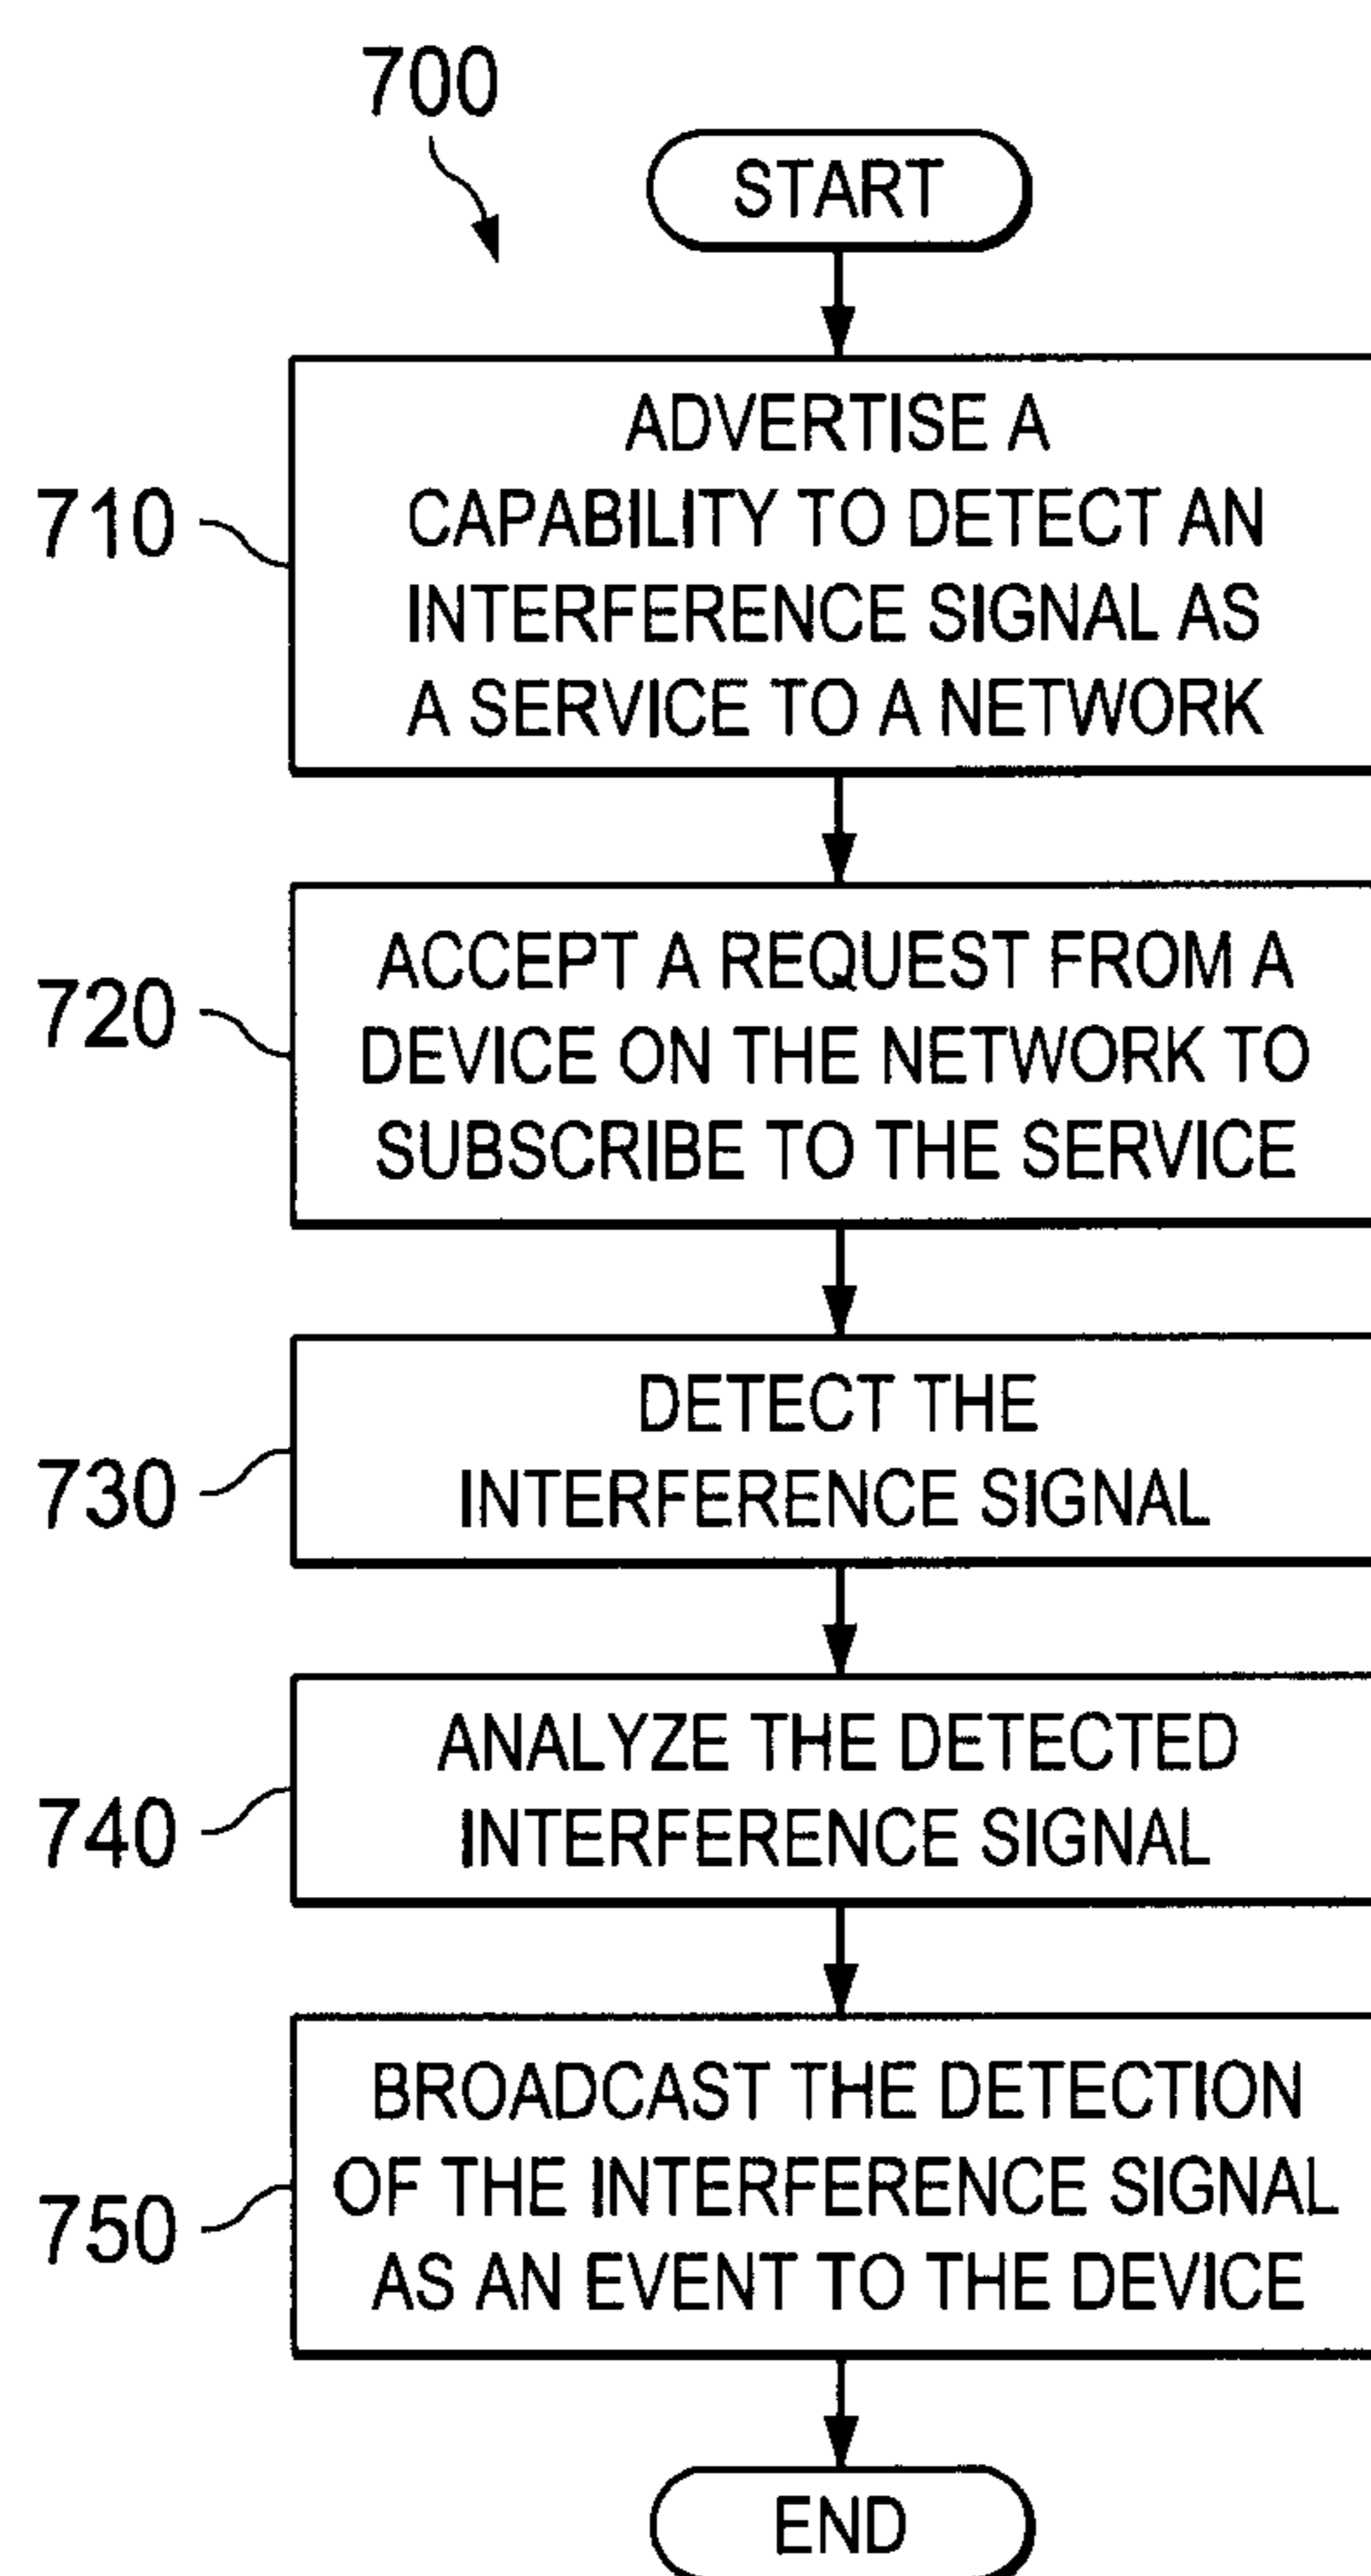 700
START
710
ADVERTISE A
CAPABILITY TO DETECT AN
INTERFERENCE SIGNAL AS
A SERVICE TO A NETWORK
720
ACCEPT A REQUEST FROM A
DEVICE ON THE NETWORK TO
SUBSCRIBE TO THE SERVICE
730
DETECT THE
INTERFERENCE SIGNAL
740
ANALYZE THE DETECTED
INTERFERENCE SIGNAL
750
BROADCAST THE DETECTION
OF THE INTERFERENCE SIGNAL
AS AN EVENT TO THE DEVICE
END